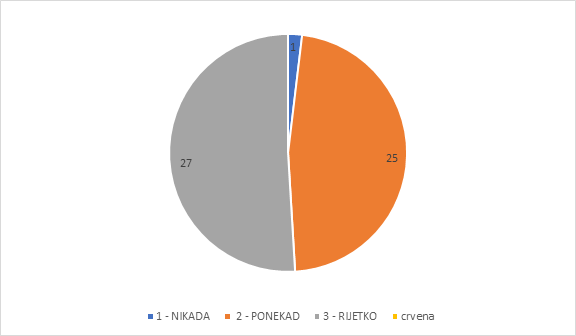 1
25
27
1 - NIKADA 2 - PONEKAD 3 - RIJETKO crvena